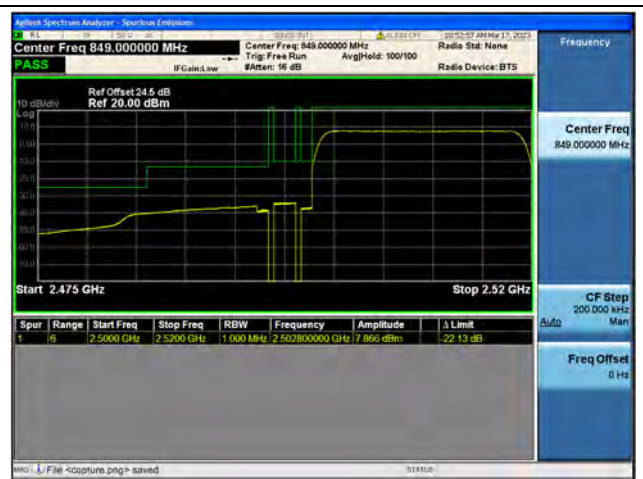 Agilent Spectrum Analyzer - Spurious Emissions
RL
Center Freq 849.000000 MHz
PASS
IFGain:Low
Center Freq: 849.000000 MHz
Trig: Free Run
Avg|Hold: 100/100
#Atten: 16 dB
10:52:57 AM Mar 17, 2023
Radio Std: None
Radio Device: BTS
Frequency
10 dB/div
Log
Ref Offset 24.5 dB
Ref 20.00 dBm
Center Freq
849.000000 MHz
Start 2.475 GHz
Stop 2.52 GHz
CF Step
200.000 kHz
Auto Man
Spur Range Start Freq Stop Freq RBW Frequency Amplitude Δ Limit
1 6 2.5000 GHz 2.5200 GHz 1.000 MHz 2.502800000 GHz 7.866 dBm -22.13 dB
Freq Offset
0 Hz
File <capture.png> saved
STATUS